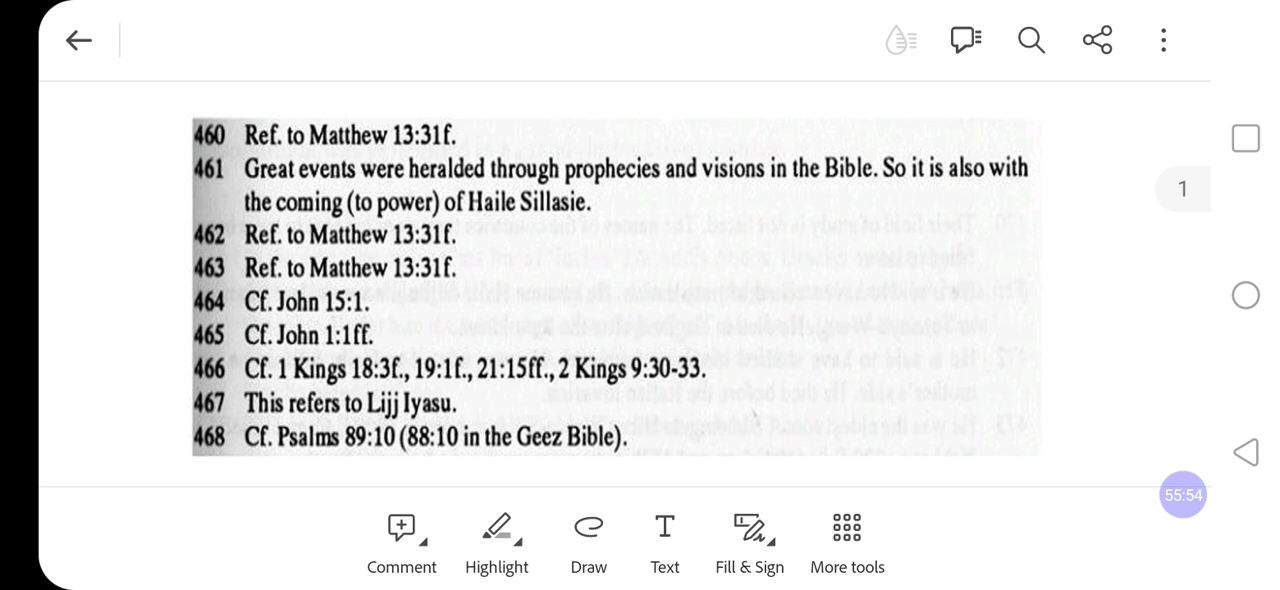 460 Ref. to Matthew 13:31f.
461 Great events were heralded through prophecies and visions in the Bible. So it is also with
the coming (to power) of Haile Sillasie.
1
462 Ref. to Matthew 13:31f.
463 Ref. to Matthew 13:31f.
464 Cf. John 15:1.
465 Cf. John 1:1ff.
466 Cf. 1 Kings 18:3f., 19:1f., 21:15ff., 2 Kings 9:30-33.
467 This refers to Lijj Iyasu.
468 Cf. Psalms 89:10 (88:10 in the Geez Bible).
55:54
Comment Highlight Draw Text Fill & Sign More tools